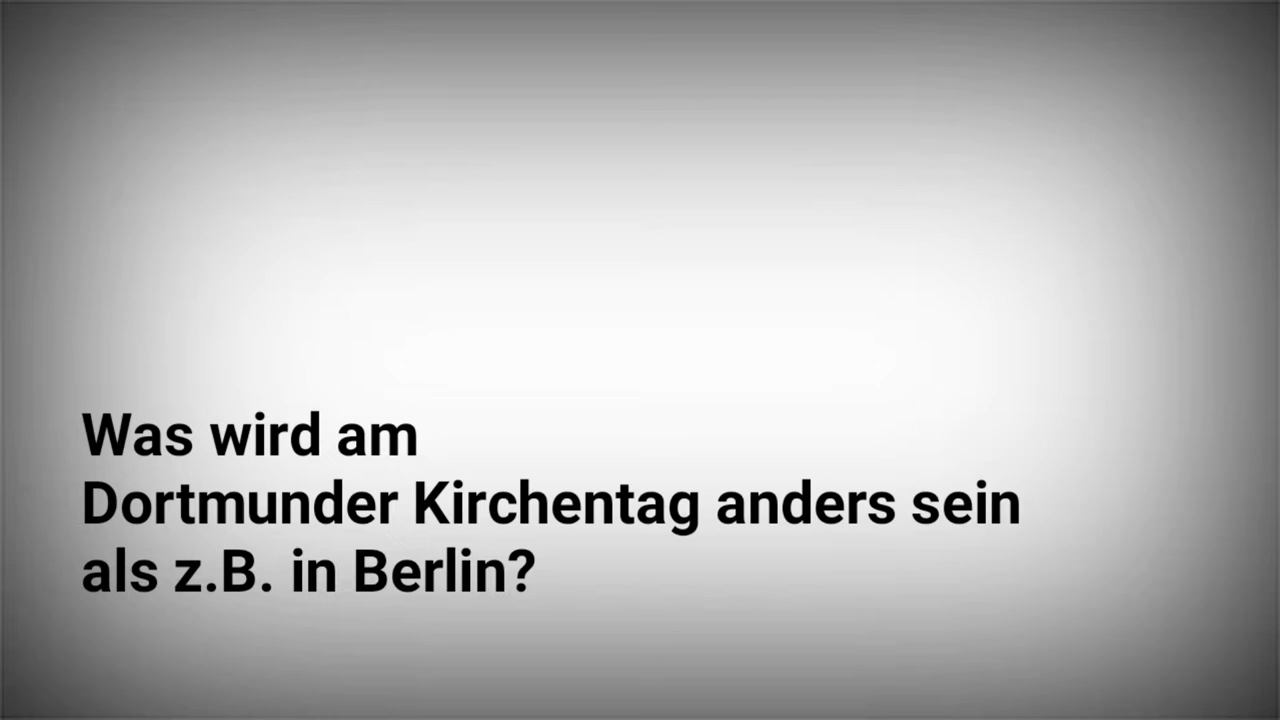 Was wird am
Dortmunder Kirchentag anders sein
als z.B. in Berlin?